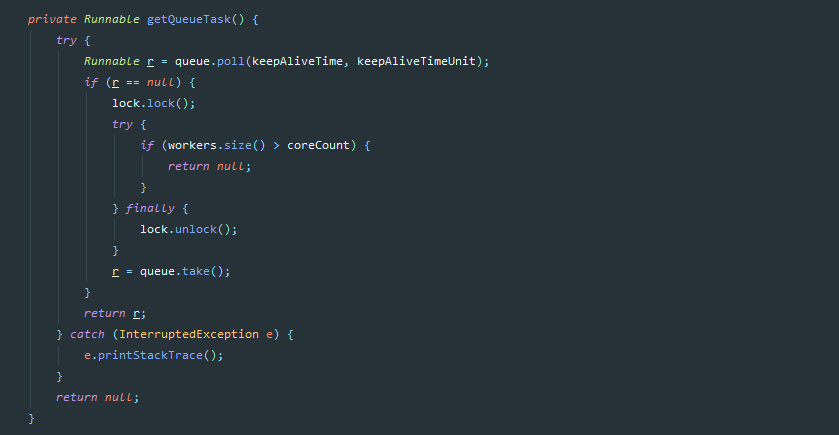 private Runnable getQueueTask() {
    try {
        Runnable r = queue.poll(keepAliveTime, keepAliveTimeUnit);
        if (r == null) {
            lock.lock();
            try {
                if (workers.size() > coreCount) {
                    return null;
                }
            } finally {
                lock.unlock();
            }
            r = queue.take();
        }
        return r;
    } catch (InterruptedException e) {
        e.printStackTrace();
    }
    return null;
}